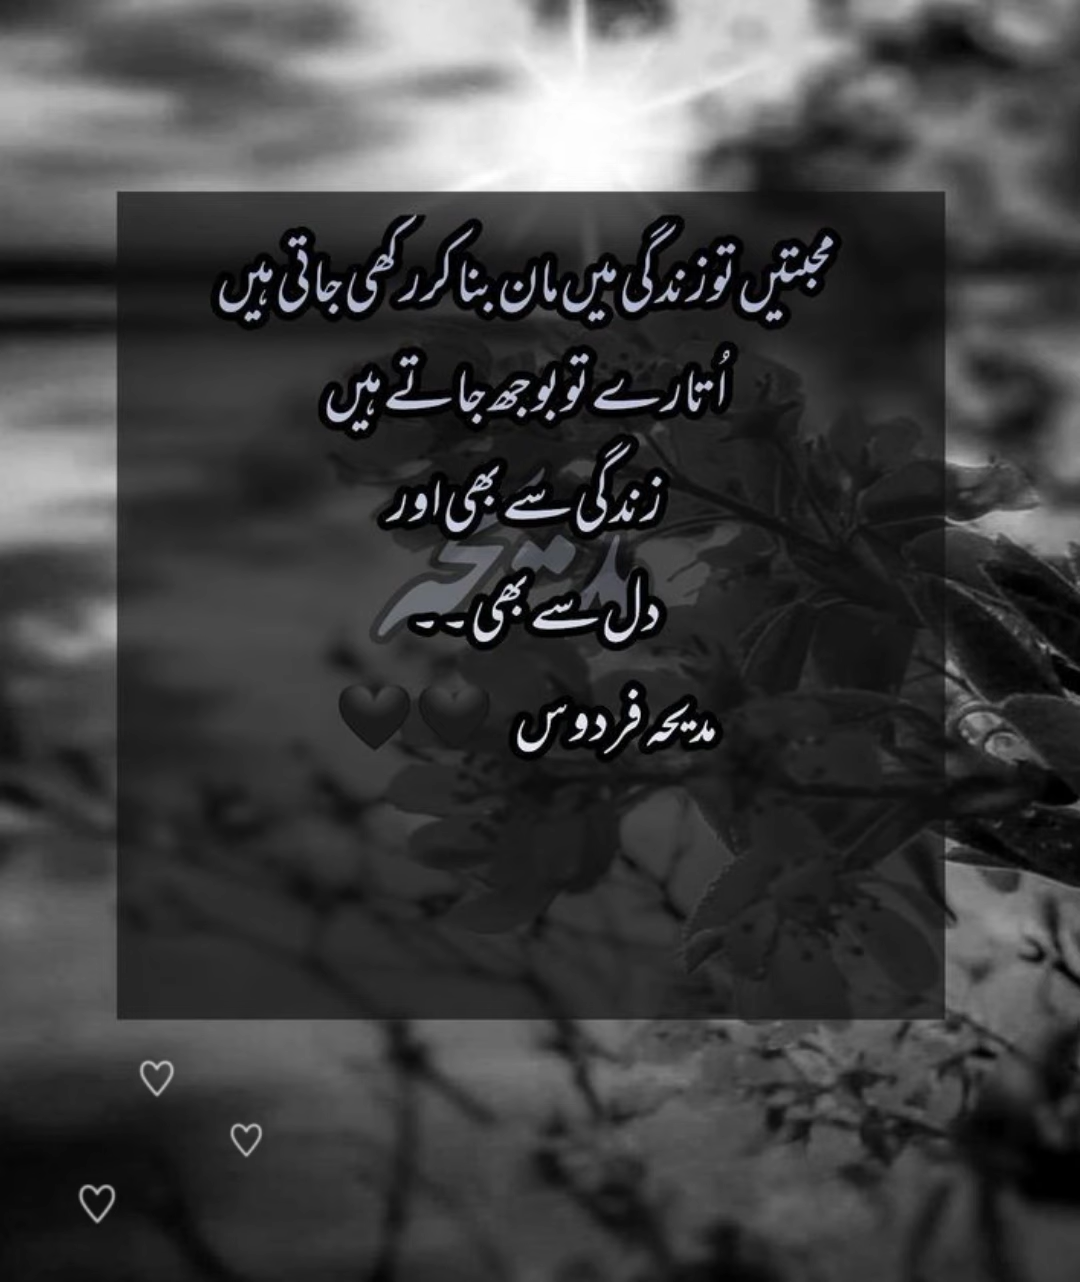 محبتیں تو زندگی میں مان بنا کر رکھی جاتی ہیں
اُتارے تو بوجھ جاتے ہیں
زندگی سے بھی اور
مدیحہ
دل سے بھی۔۔
مدیحہ فردوس 🖤🖤